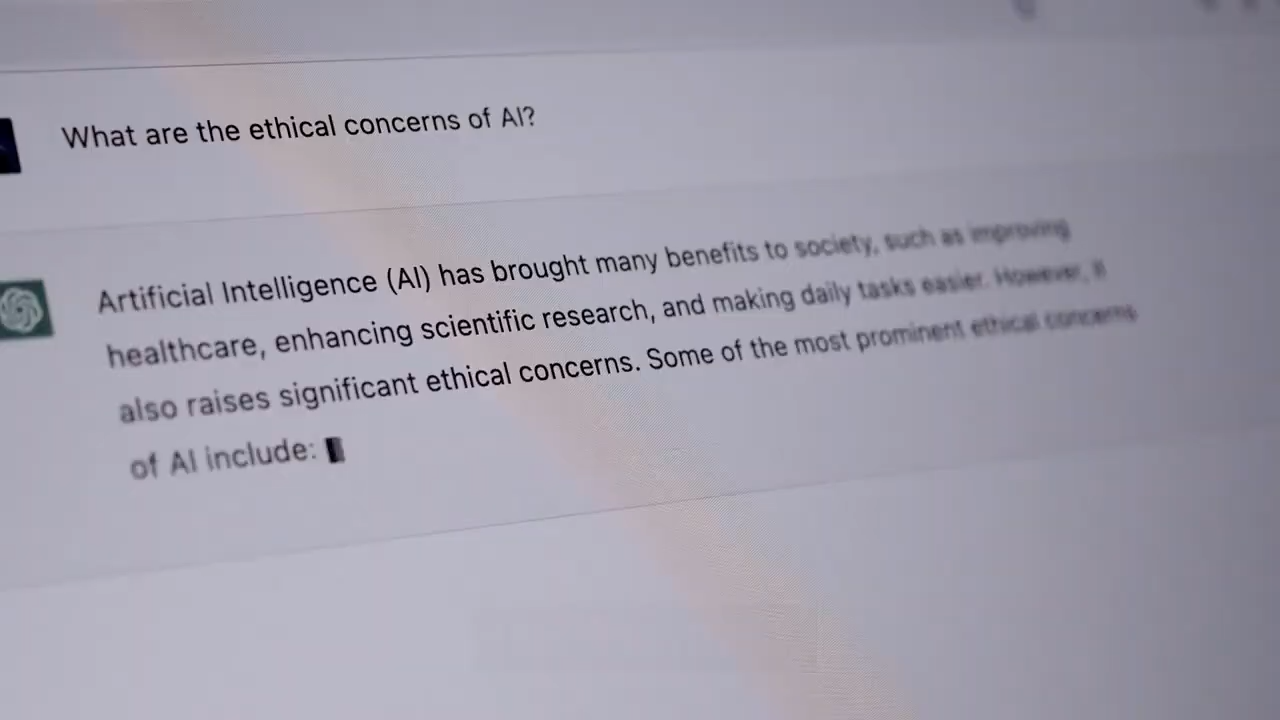 What are the ethical concerns of AI?
Artificial Intelligence (AI) has brought many benefits to society, such as improving
healthcare, enhancing scientific research, and making daily tasks easier. However, it
also raises significant ethical concerns. Some of the most prominent ethical concerns
of AI include: